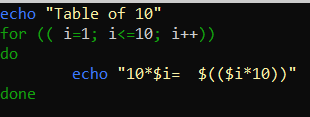 echo "Table of 10"
for (( i=1; i<=10; i++))
do
        echo "10*$i=  $(($i*10))"
done